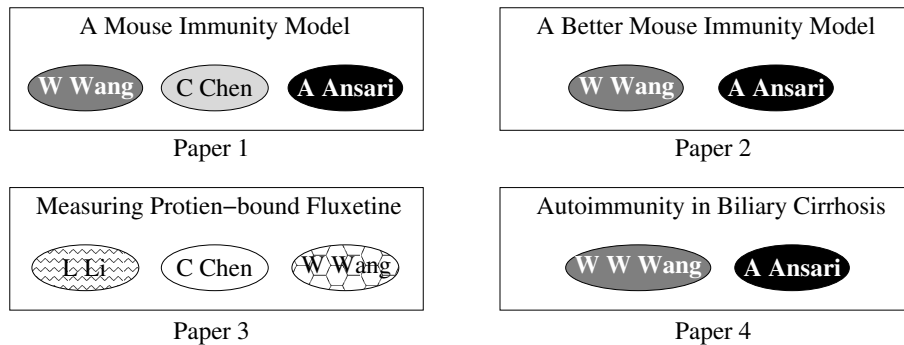 A Mouse Immunity Model
W Wang C Chen A Ansari
Paper 1
A Better Mouse Immunity Model
W Wang A Ansari
Paper 2
Measuring Protien−bound Fluxetine
L Li C Chen W Wang
Paper 3
Autoimmunity in Biliary Cirrhosis
W W Wang A Ansari
Paper 4